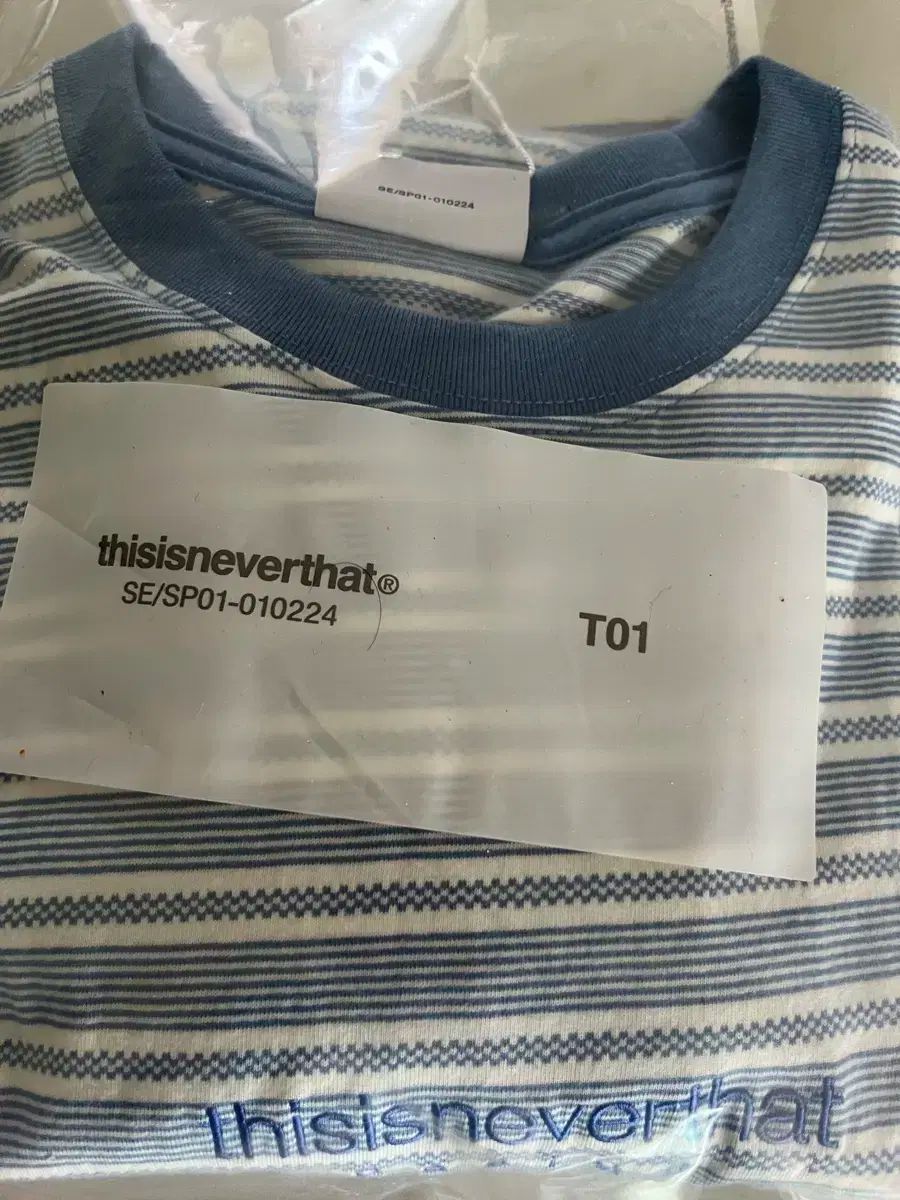 SE/SP01-010224
thisisneverthat®
SE/SP01-010224
T01
thisisneverthat